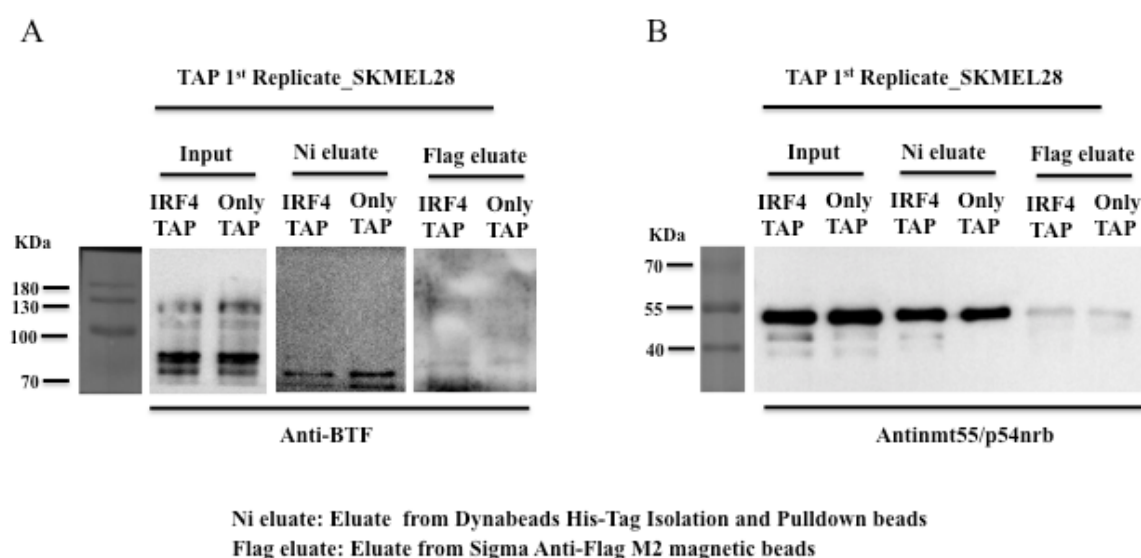 A
TAP 1st Replicate_SKMEL28
Input
Ni eluate
Flag eluate
IRF4 TAP
Only TAP
IRF4 TAP
Only TAP
IRF4 TAP
Only TAP
KDa
180
130
100
70
Anti-BTF
B
TAP 1st Replicate_SKMEL28
Input
Ni eluate
Flag eluate
IRF4 TAP
Only TAP
IRF4 TAP
Only TAP
IRF4 TAP
Only TAP
KDa
70
55
40
Antinmt55/p54nrb
Ni eluate: Eluate from Dynabeads His-Tag Isolation and Pulldown beads
Flag eluate: Eluate from Sigma Anti-Flag M2 magnetic beads